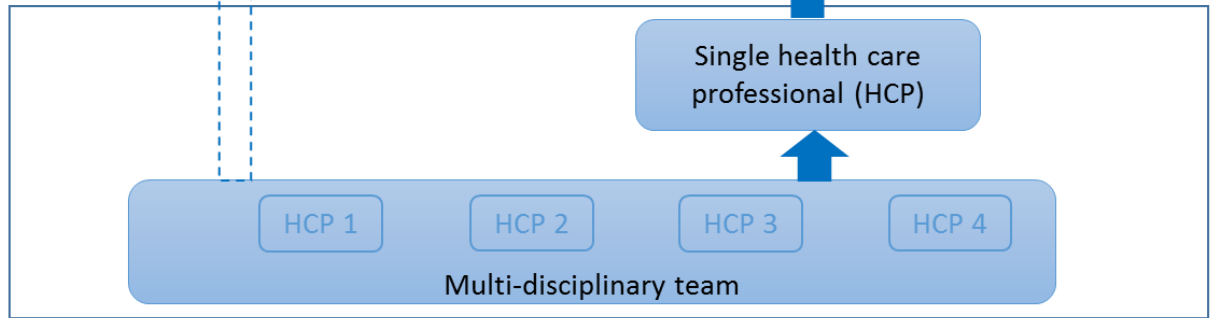 Single health care
professional (HCP)
HCP 1
HCP 2
HCP 3
HCP 4
Multi-disciplinary team